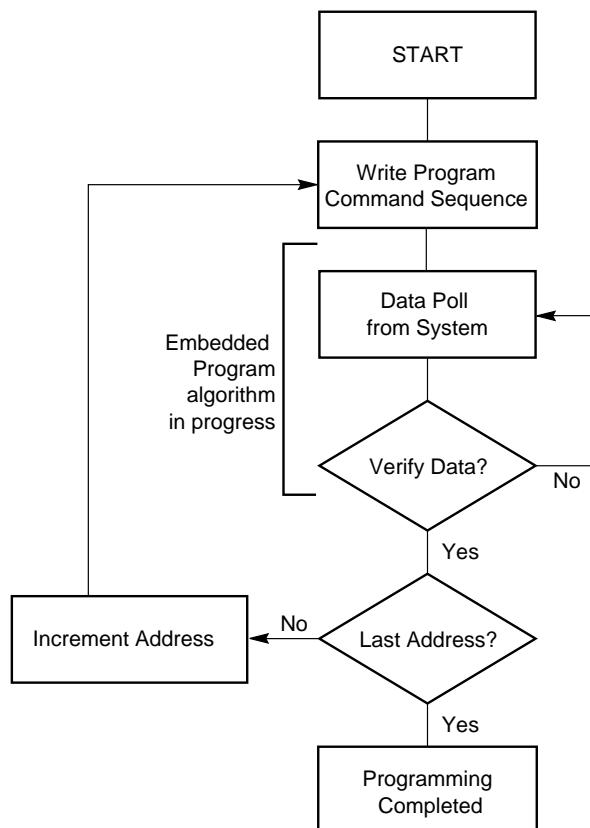 START
Write Program
Command Sequence
Data Poll
from System
Embedded
Program
algorithm
in progress
Verify Data?
No
Yes
No
Increment Address
Last Address?
Yes
Programming
Completed